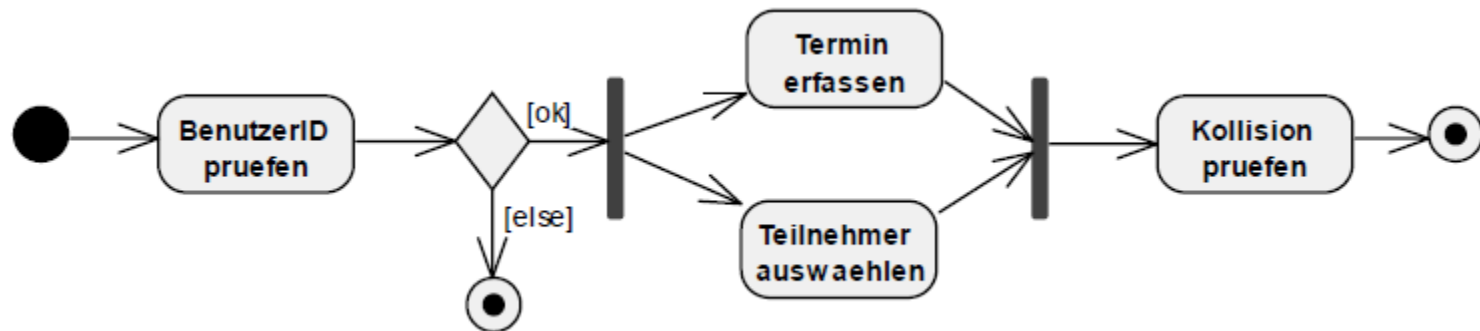 BenutzerID
pruefen
[ok]
[else]
Termin
erfassen
Teilnehmer
auswaehlen
Kollision
pruefen